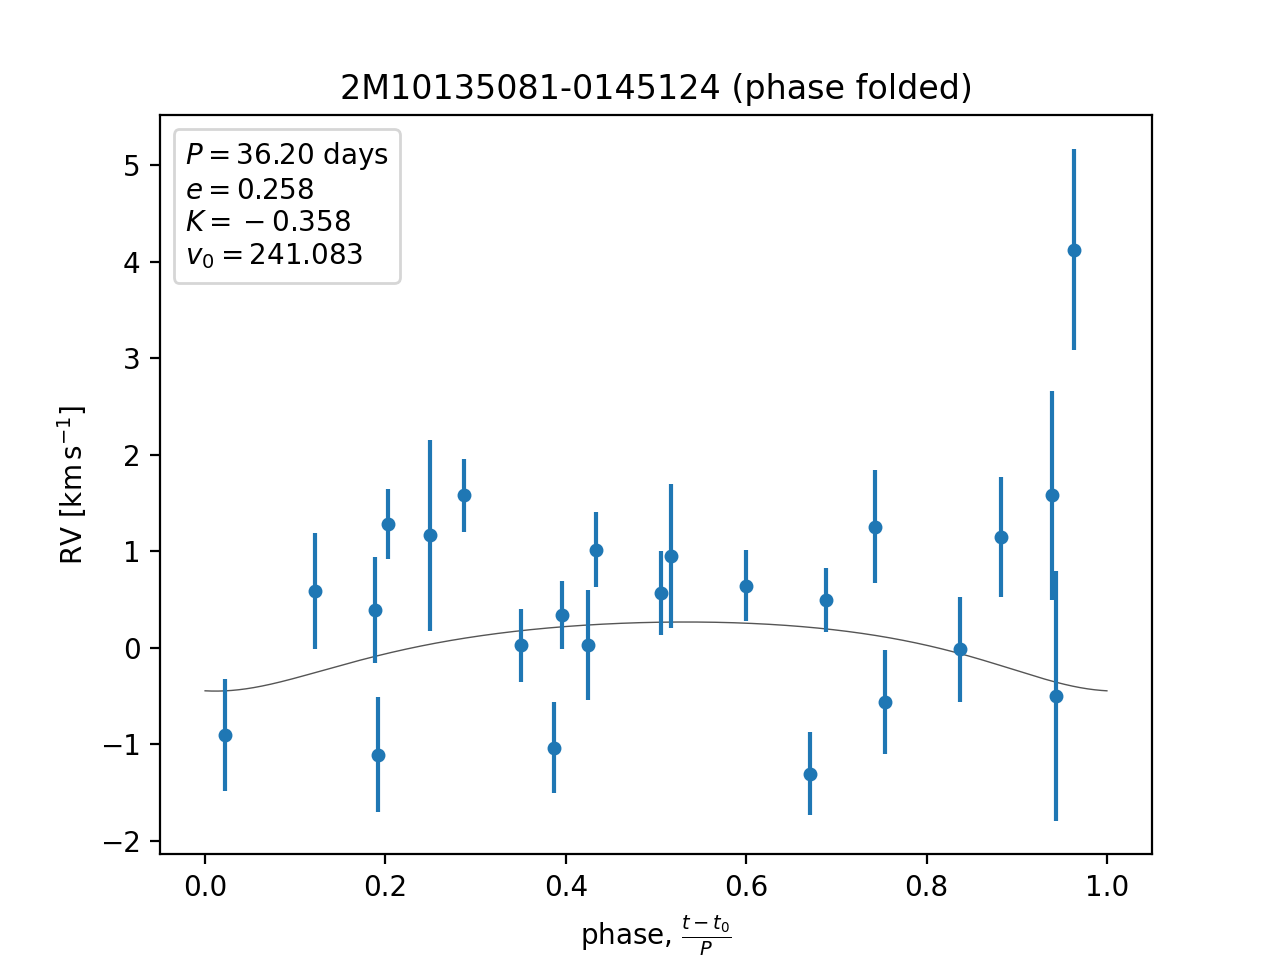 2M10135081-0145124 (phase folded)
P = 36.20 days
e = 0.258
K = −0.358
v₀ = 241.083
RV [km s⁻¹]
5
4
3
2
1
0
−1
−2
0.0 0.2 0.4 0.6 0.8 1.0
phase, (t − t₀)/P